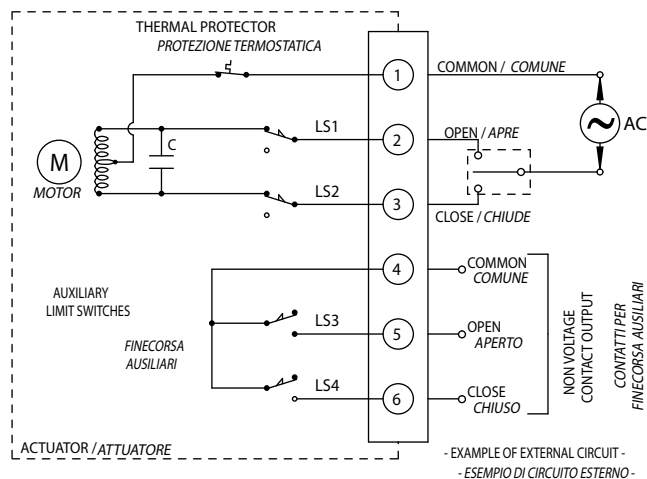 THERMAL PROTECTOR
PROTEZIONE TERMOSTATICA
1
COMMON / COMUNE
AC
M
MOTOR
C
LS1
2
OPEN / APRE
LS2
3
CLOSE / CHIUDE
4
COMMON
COMUNE
AUXILIARY
LIMIT SWITCHES
FINECORSA
AUSILIARI
LS3
5
OPEN
APERTO
LS4
6
CLOSE
CHIUSO
NON VOLTAGE
CONTACT OUTPUT
CONTATTI PER
FINECORSA AUSILIARI
ACTUATOR / ATTUATORE
- EXAMPLE OF EXTERNAL CIRCUIT -
- ESEMPIO DI CIRCUITO ESTERNO -